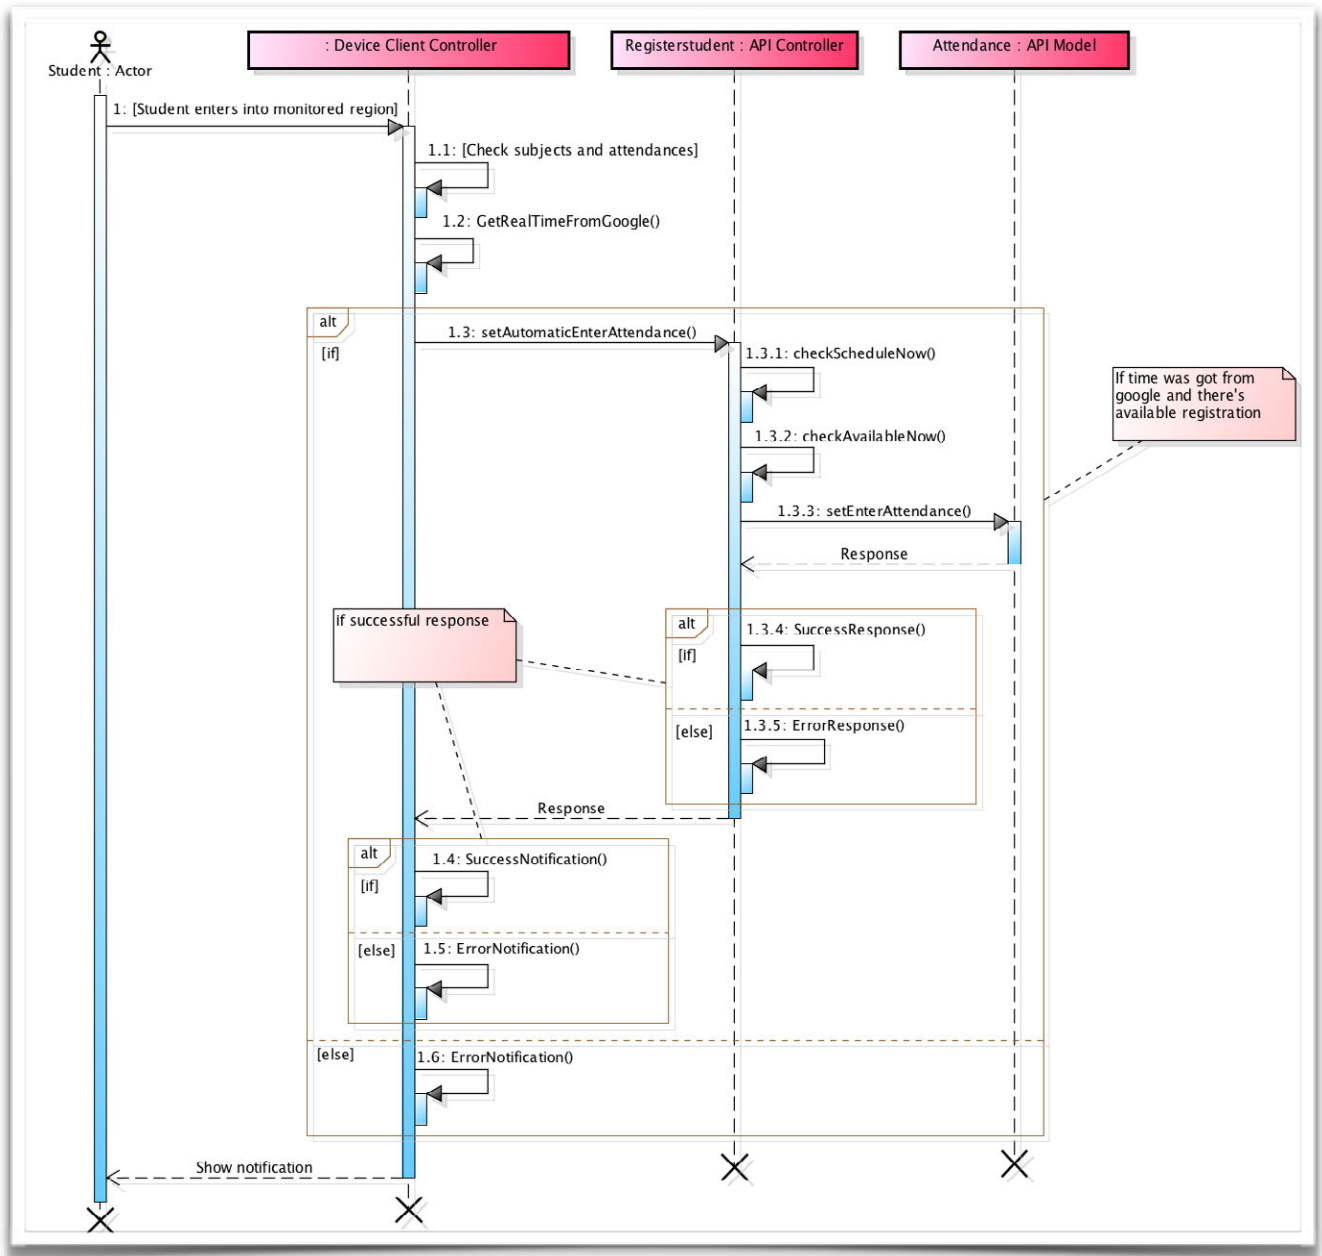 Student : Actor
: Device Client Controller
Registerstudent : API Controller
Attendance : API Model
1: [Student enters into monitored region]
1.1: [Check subjects and attendances]
1.2: GetRealTimeFromGoogle()
alt
[if]
1.3: setAutomaticEnterAttendance()
1.3.1: checkScheduleNow()
If time was got from
google and there's
available registration
1.3.2: checkAvailableNow()
1.3.3: setEnterAttendance()
Response
if successful response
alt
[if]
1.3.4: SuccessResponse()
[else]
1.3.5: ErrorResponse()
Response
alt
[if]
1.4: SuccessNotification()
[else]
1.5: ErrorNotification()
[else]
1.6: ErrorNotification()
Show notification